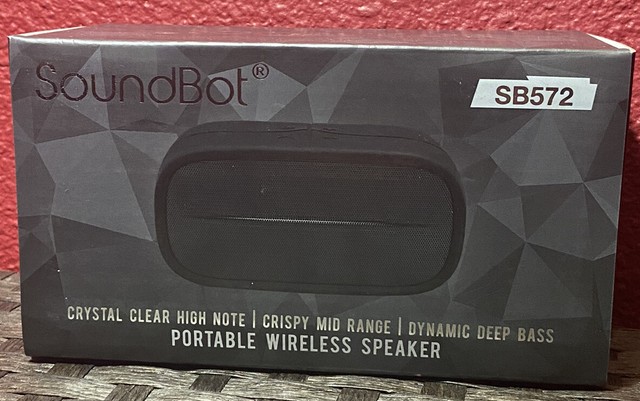 SoundBot®
SB572
CRYSTAL CLEAR HIGH NOTE | CRISPY MID RANGE | DYNAMIC DEEP BASS
PORTABLE WIRELESS SPEAKER